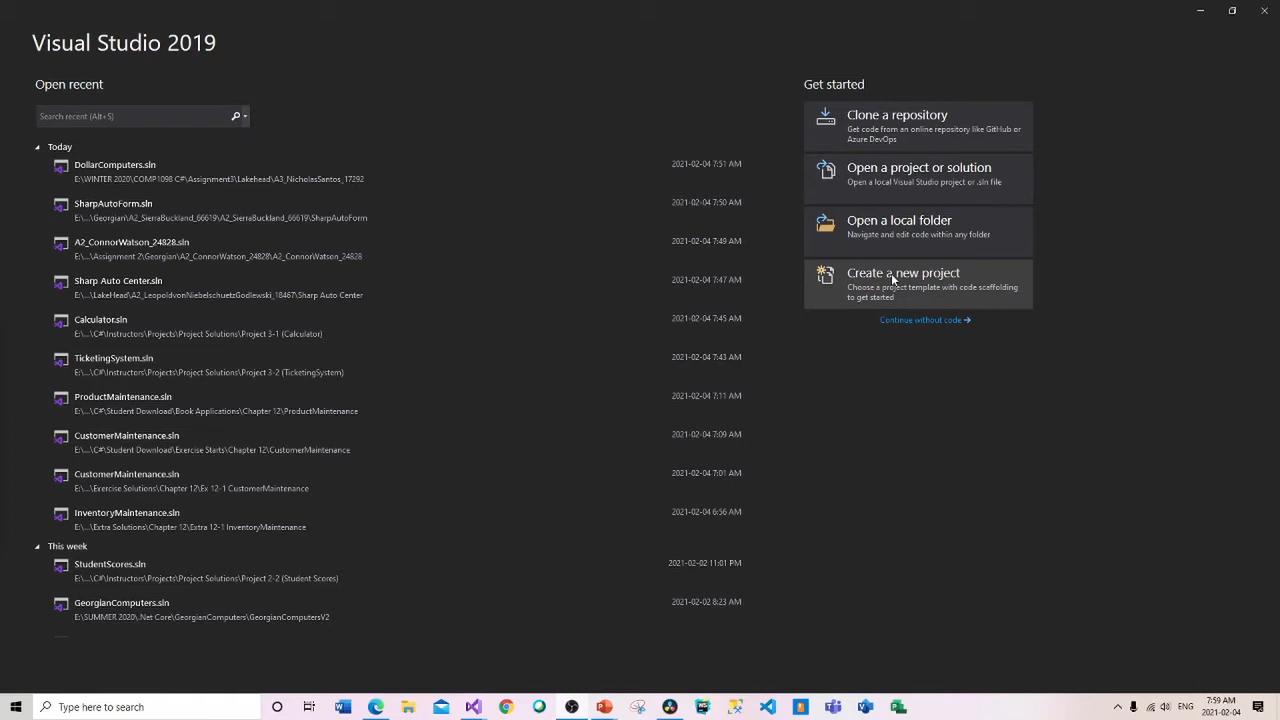 Visual Studio 2019
Open recent
Search recent (Alt+S)
Today
DollarComputers.sln
2021-02-04 7:51 AM
E:\WINTER 2020\COMP1098 C#\Assignment3\Lakehead\A3_NicholasSantos_17292
SharpAutoForm.sln
2021-02-04 7:50 AM
E:\...\Georgian\A2_SierraBuckland_66619\A2_SierraBuckland_66619\SharpAutoForm
A2_ConnorWatson_24828.sln
2021-02-04 7:49 AM
E:\...\Assignment 2\Georgian\A2_ConnorWatson_24828\A2_ConnorWatson_24828
Sharp Auto Center.sln
2021-02-04 7:47 AM
E:\...\LakeHead\A2_LeopoldvonNiebelschuetzGodlewski_18467\Sharp Auto Center
Calculator.sln
2021-02-04 7:45 AM
E:\...\C#\Instructors\Projects\Project Solutions\Project 3-1 (Calculator)
TicketingSystem.sln
2021-02-04 7:43 AM
E:\...\C#\Instructors\Projects\Project Solutions\Project 3-2 (TicketingSystem)
ProductMaintenance.sln
2021-02-04 7:11 AM
E:\...\C#\Student Download\Book Applications\Chapter 12\ProductMaintenance
CustomerMaintenance.sln
2021-02-04 7:09 AM
E:\...\C#\Student Download\Exercise Starts\Chapter 12\CustomerMaintenance
CustomerMaintenance.sln
2021-02-04 7:01 AM
E:\...\Exercise Solutions\Chapter 12\Ex 12-1 CustomerMaintenance
InventoryMaintenance.sln
2021-02-04 6:56 AM
E:\...\Extra Solutions\Chapter 12\Extra 12-1 InventoryMaintenance
This week
StudentScores.sln
2021-02-02 11:01 PM
E:\...\C#\Instructors\Projects\Project Solutions\Project 2-2 (Student Scores)
GeorgianComputers.sln
2021-02-02 8:23 AM
E:\SUMMER 2020\.Net Core\GeorgianComputers\GeorgianComputersV2
Get started
Clone a repository
Get code from an online repository like GitHub or
Azure DevOps
Open a project or solution
Open a local Visual Studio project or .sln file
Open a local folder
Navigate and edit code within any folder
Create a new project
Choose a project template with code scaffolding
to get started
Continue without code →
Type here to search
ENG
7:59 AM
2021-02-04